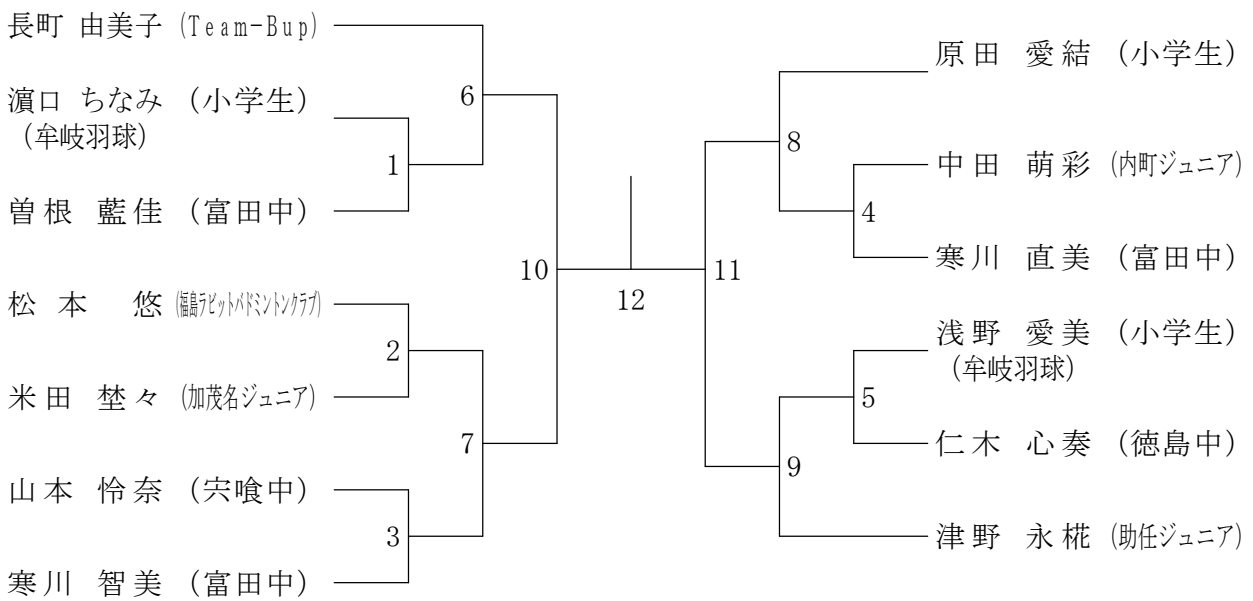 長町 由美子 (Team-Bup)
濵口 ちなみ (小学生)
(牟岐羽球)
曽根 藍佳 (富田中)
松本 悠 (福島ラビットバドミントンクラブ)
米田 埜々 (加茂名ジュニア)
山本 怜奈 (宍喰中)
寒川 智美 (富田中)
6
1
2
7
3
10
12
11
8
4
5
9
原田 愛結 (小学生)
中田 萌彩 (内町ジュニア)
寒川 直美 (富田中)
浅野 愛美 (小学生)
(牟岐羽球)
仁木 心奏 (徳島中)
津野 永椛 (助任ジュニア)